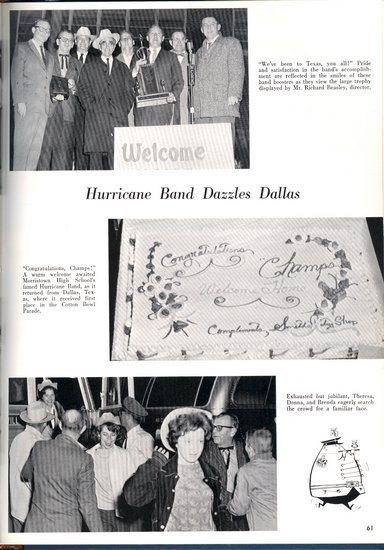 "We've been to Texas, you all!" Pride
and satisfaction in the band's accomplish-
ment are reflected in the smiles of these
band boosters as they view the large trophy
displayed by Mr. Richard Beasley, director.
Welcome
Hurricane Band Dazzles Dallas
"Congratulations, Champs!"
A warm welcome awaited
Morristown High School's
famed Hurricane Band, as it
returned from Dallas, Tex-
as, where it received first
place in the Cotton Bowl
Parade.
Congratulations
"Champs"
Welcome Home
Compliments,
Shop
Exhausted but jubilant, Theresa,
Donna, and Brenda eagerly search
the crowd for a familiar face.
61